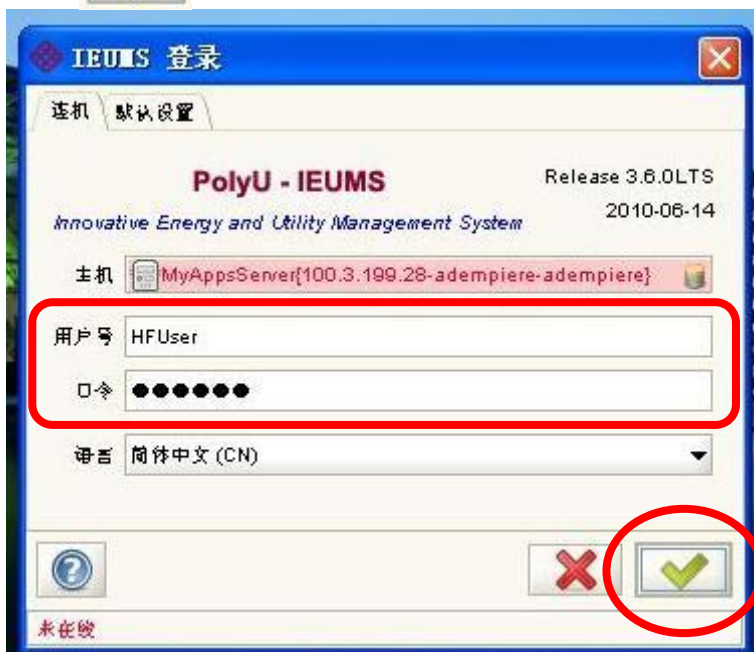 IEUMS 登录
连机 默认设置
PolyU - IEUMS
Release 3.6.0LTS
Innovative Energy and Utility Management System
2010-06-14
主机 MyAppsServer{100.3.199.28-adempiere-adempiere}
用户号 HFUser
口令 ●●●●●●
语言 简体中文 (CN)
未在线